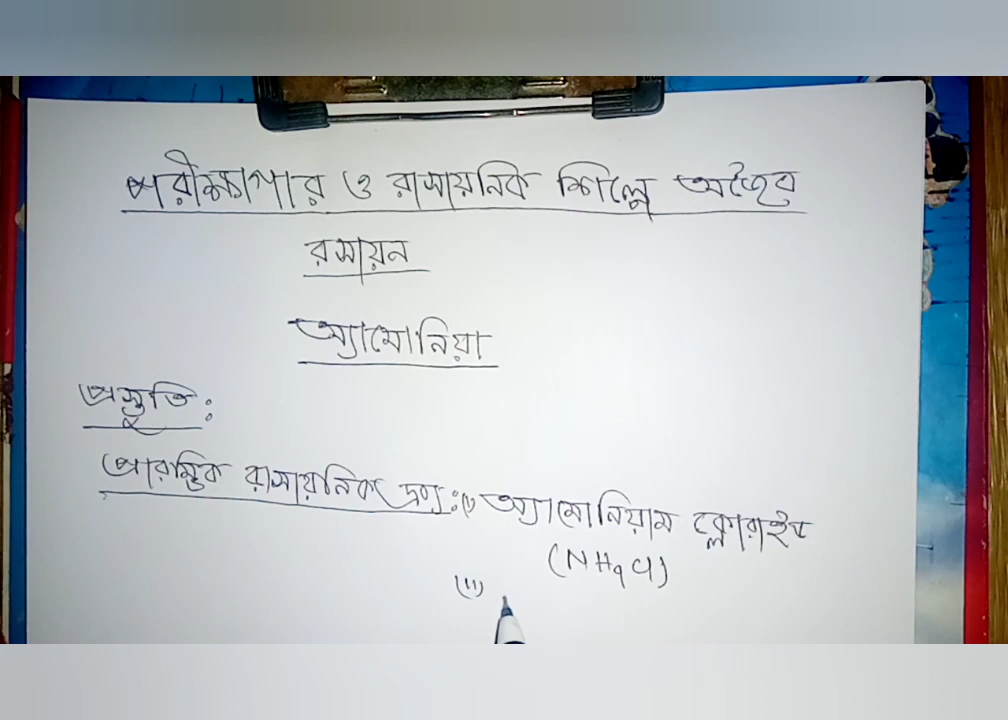 পরীক্ষাগার ও রাসায়নিক শিল্পে অজৈব
রসায়ন
অ্যামোনিয়া
প্রস্তুতি:
প্রারম্ভিক রাসায়নিক দ্রব্য: (i) অ্যামোনিয়াম ক্লোরাইড
(NH4Cl)
(ii)